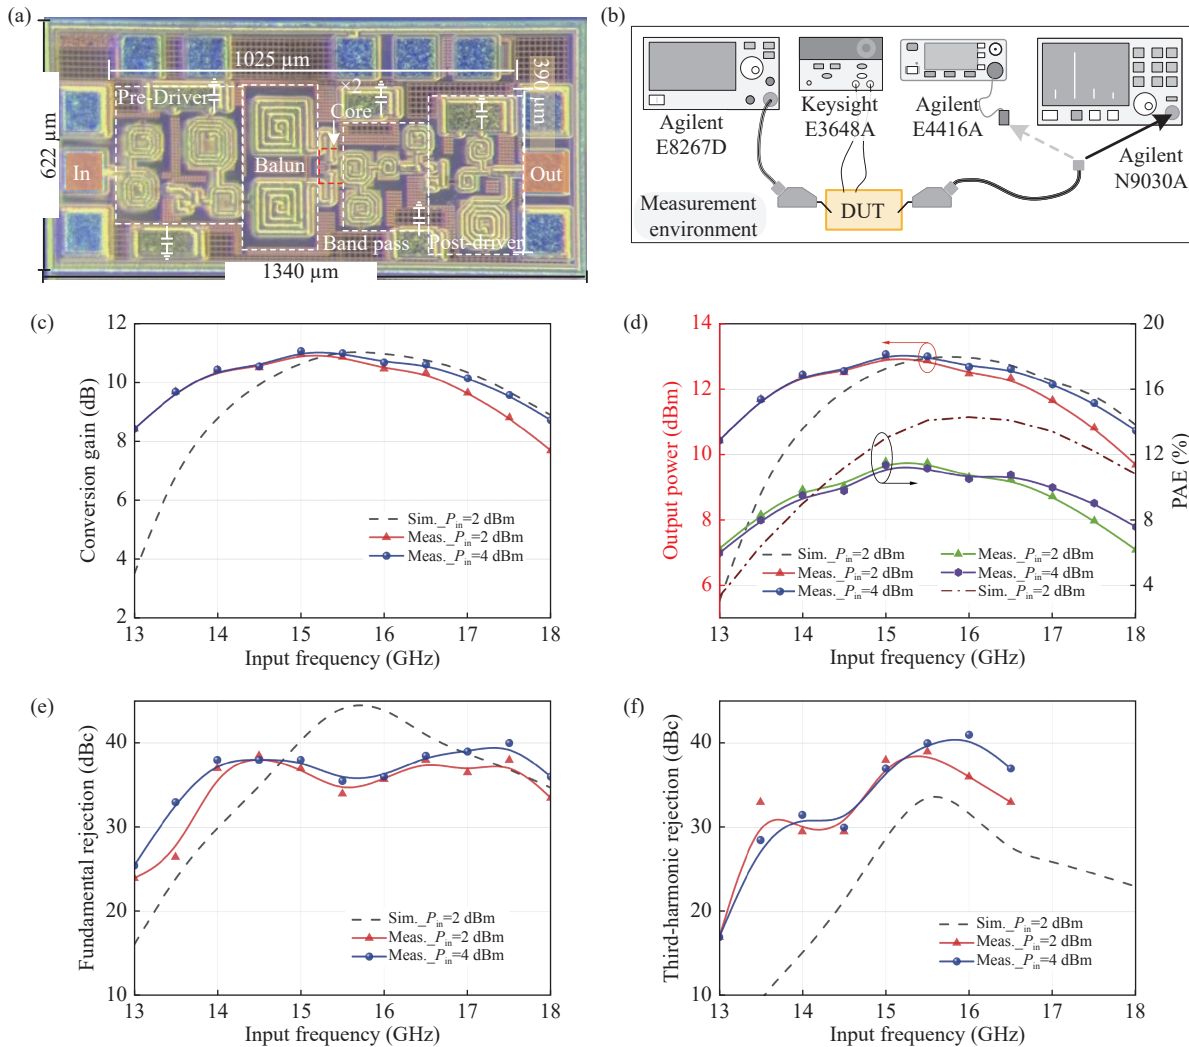 (a)
1025 µm
390 µm
622 µm
×2
Pre-Driver
Core
In
Balun
Out
Band pass
Post-driver
1340 µm
(b)
Agilent
E8267D
Keysight
E3648A
Agilent
E4416A
Agilent
N9030A
Measurement
environment
DUT
(c)
Conversion gain (dB)
12
10
8
6
4
2
Sim._Pin=2 dBm
Meas._Pin=2 dBm
Meas._Pin=4 dBm
13 14 15 16 17 18
Input frequency (GHz)
(d)
Output power (dBm)
14
12
10
8
6
PAE (%)
20
16
12
8
4
Sim._Pin=2 dBm
Meas._Pin=2 dBm
Meas._Pin=4 dBm
Meas._Pin=2 dBm
Meas._Pin=4 dBm
Sim._Pin=2 dBm
13 14 15 16 17 18
Input frequency (GHz)
(e)
Fundamental rejection (dBc)
40
30
20
10
Sim._Pin=2 dBm
Meas._Pin=2 dBm
Meas._Pin=4 dBm
13 14 15 16 17 18
Input frequency (GHz)
(f)
Third-harmonic rejection (dBc)
40
30
20
10
Sim._Pin=2 dBm
Meas._Pin=2 dBm
Meas._Pin=4 dBm
13 14 15 16 17 18
Input frequency (GHz)